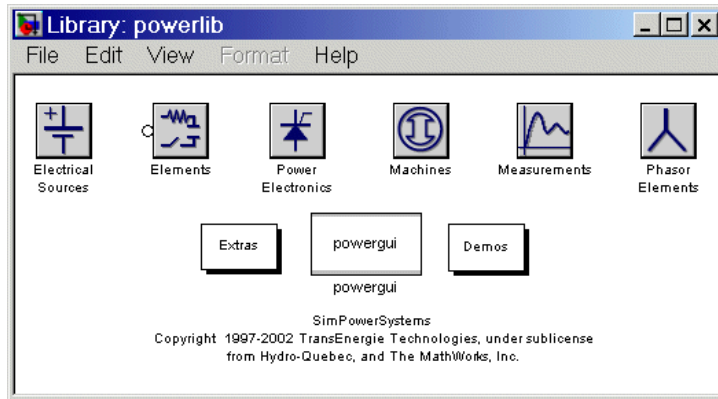 Library: powerlib
File Edit View Format Help
Electrical Sources
Elements
Power Electronics
Machines
Measurements
Phasor Elements
Extras
powergui
Demos
powergui
SimPowerSystems
Copyright 1997-2002 TransEnergie Technologies, under sublicense
from Hydro-Quebec, and The MathWorks, Inc.